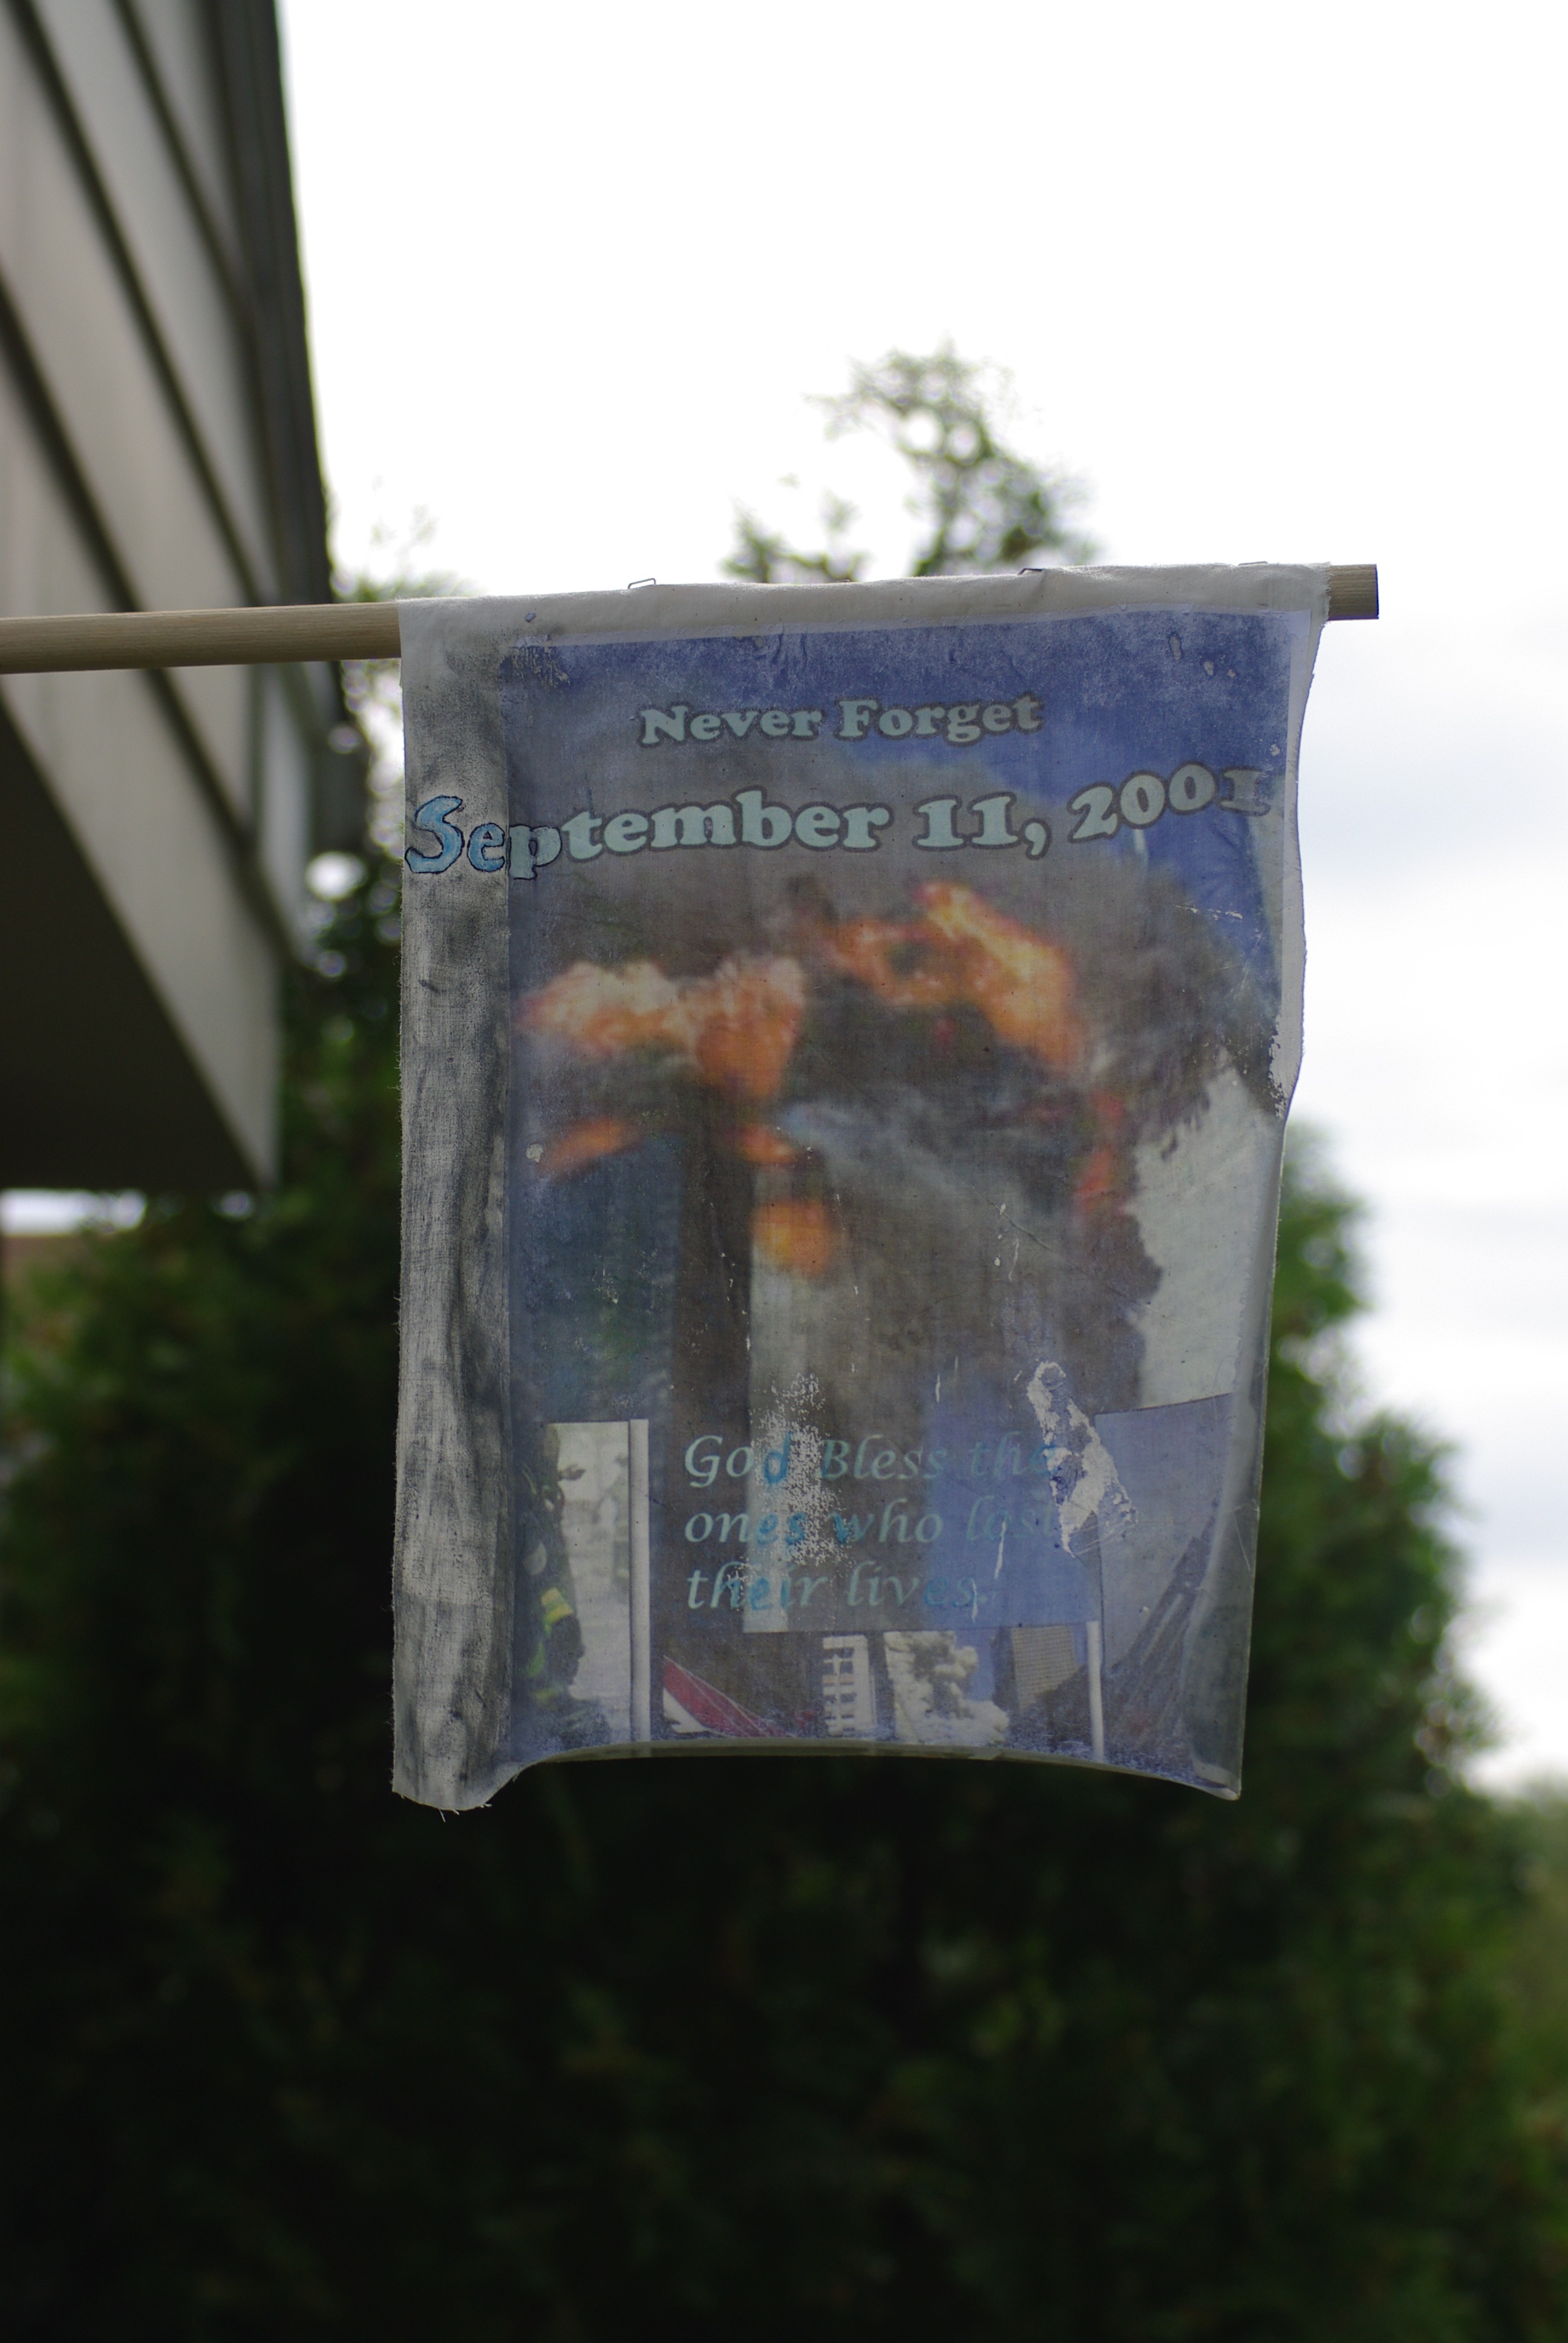 Never Forget
September 11, 2001
God Bless the
ones who lost
their lives.